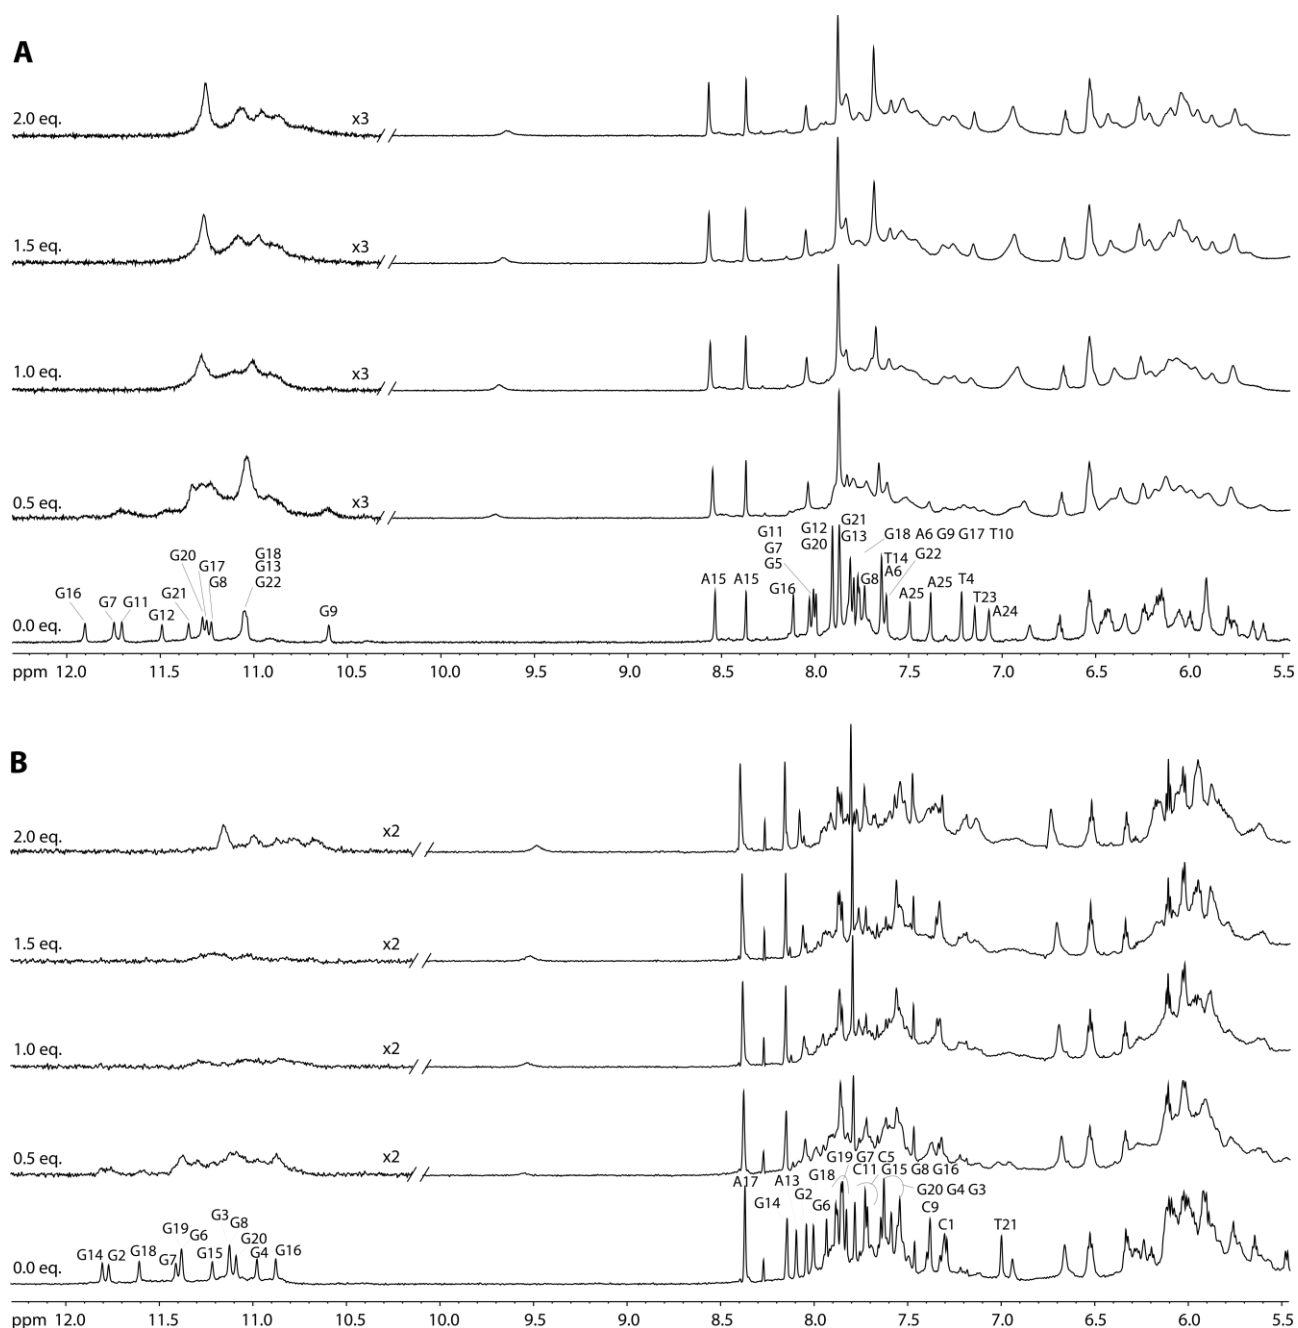 A
2.0 eq.
x3
1.5 eq.
x3
1.0 eq.
x3
0.5 eq.
x3
0.0 eq.
G16
G7
G11
G12
G21
G20
G17
G8
G18
G13
G22
G9
A15
A15
G11
G7
G5
G16
G12
G20
G21
G13
G18 A6 G9 G17 T10
G8
T14
A6
G22
A25
A25
T4
T23
A24
ppm 12.0 11.5 11.0 10.5 10.0 9.5 9.0 8.5 8.0 7.5 7.0 6.5 6.0 5.5
B
2.0 eq.
x2
1.5 eq.
x2
1.0 eq.
x2
0.5 eq.
x2
0.0 eq.
G14
G2
G18
G7
G19
G6
G15
G3
G8
G20
G4
G16
A17
A13
G14
G2
G6
G18
G19 G7
C11
C5
G15 G8 G16
G20 G4 G3
C9
C1
T21
ppm 12.0 11.5 11.0 10.5 10.0 9.5 9.0 8.5 8.0 7.5 7.0 6.5 6.0 5.5